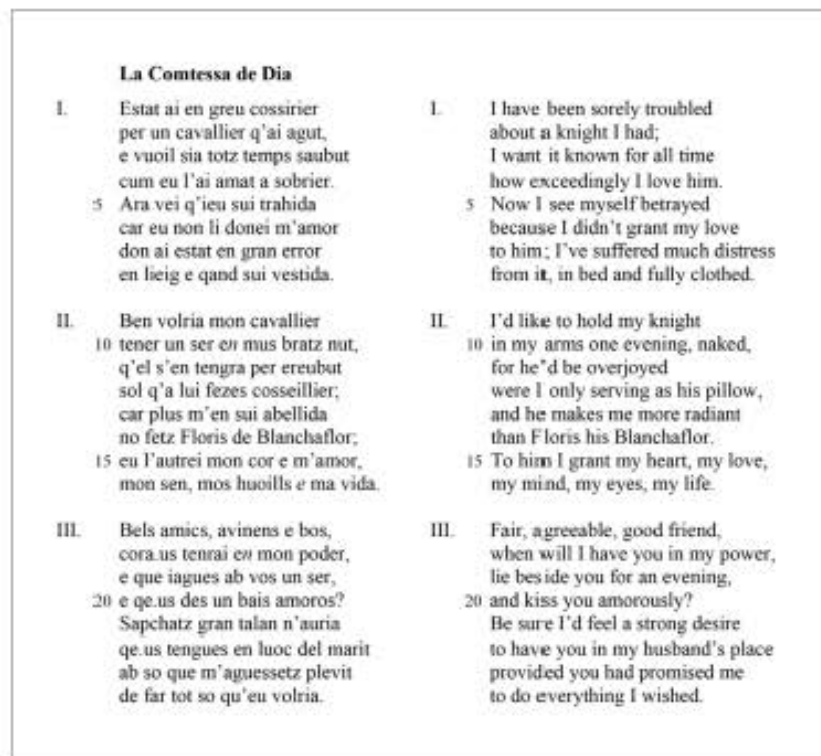 La Comtessa de Dia
I. Estat ai en greu cossirier
per un cavallier q'ai agut,
e vuoil sia totz temps saubut
cum eu l'ai amat a sobrier.
5 Ara vei q'ieu sui trahida
car eu non li donei m'amor
don ai estat en gran error
en lieig e qand sui vestida.
II. Ben volria mon cavallier
10 tener un ser en mus bratz nut,
q'el s'en tengra per ereubut
sol q'a lui fezes cosseillier;
car plus m'en sui abellida
no fetz Floris de Blanchaflor;
15 eu l'autrei mon cor e m'amor,
mon sen, mos huoills e ma vida.
III. Bels amics, avinens e bos,
cora.us tenrai en mon poder,
e que iagues ab vos un ser,
20 e qe.us des un bais amoros?
Sapchatz gran talan n'auria
qe.us tengues en luoc del marit
ab so que m'aguessetz plevit
de far tot so qu'eu volria.
I. I have been sorely troubled
about a knight I had;
I want it known for all time
how exceedingly I love him.
5 Now I see myself betrayed
because I didn't grant my love
to him; I've suffered much distress
from it, in bed and fully clothed.
II. I'd like to hold my knight
10 in my arms one evening, naked,
for he"d be overjoyed
were I only serving as his pillow,
and he makes me more radiant
than Floris his Blanchaflor.
15 To him I grant my heart, my love,
my mind, my eyes, my life.
III. Fair, agreeable, good friend,
when will I have you in my power,
lie beside you for an evening,
20 and kiss you amorously?
Be sure I'd feel a strong desire
to have you in my husband's place
provided you had promised me
to do everything I wished.